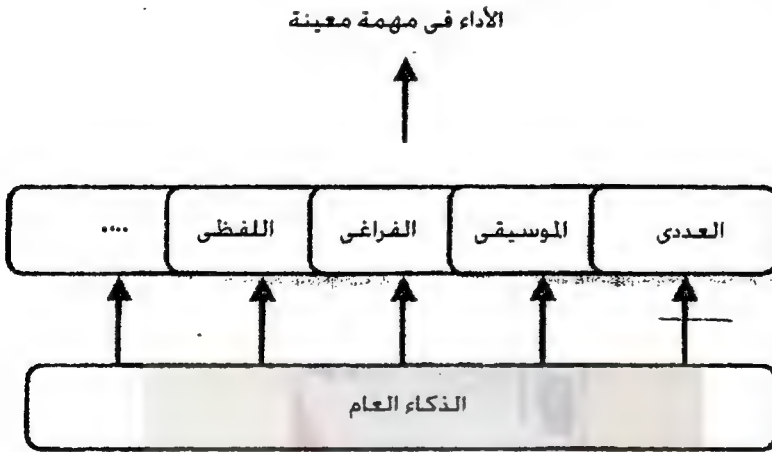 الأداء فى مهمة معينة
العددى الموسيقى الفراغى اللفظى ....
الذكاء العام